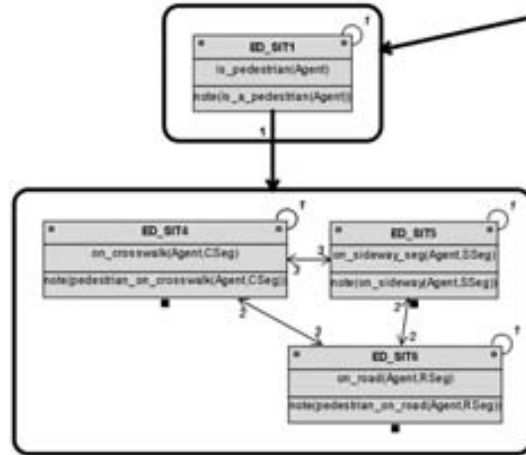 f
ED_SIT1
is_pedestrian(Agent)
note(is_a_pedestrian(Agent))
1
f
ED_SIT4
on_crosswalk(Agent,CSeg)
note(pedestrian_on_crosswalk(Agent,CSeg))
f
ED_SIT5
on_sideway_seg(Agent,SSeg)
note(on_sideway(Agent,SSeg))
3
3
2
2
2
2
f
ED_SIT6
on_road(Agent,RSeg)
note(pedestrian_on_road(Agent,RSeg))